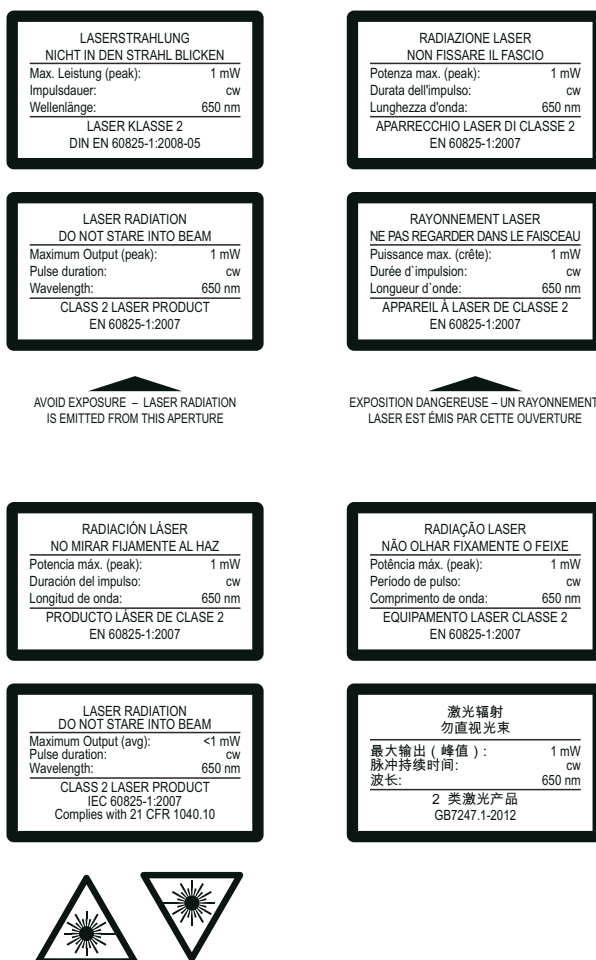 LASERSTRAHLUNG
NICHT IN DEN STRAHL BLICKEN
Max. Leistung (peak): 1 mW
Impulsdauer: cw
Wellenlänge: 650 nm
LASER KLASSE 2
DIN EN 60825-1:2008-05
RADIAZIONE LASER
NON FISSARE IL FASCIO
Potenza max. (peak): 1 mW
Durata dell'impulso: cw
Lunghezza d'onda: 650 nm
APARRECCHIO LASER DI CLASSE 2
EN 60825-1:2007
LASER RADIATION
DO NOT STARE INTO BEAM
Maximum Output (peak): 1 mW
Pulse duration: cw
Wavelength: 650 nm
CLASS 2 LASER PRODUCT
EN 60825-1:2007
RAYONNEMENT LASER
NE PAS REGARDER DANS LE FAISCEAU
Puissance max. (crête): 1 mW
Durée d`impulsion: cw
Longueur d`onde: 650 nm
APPAREIL À LASER DE CLASSE 2
EN 60825-1:2007
AVOID EXPOSURE – LASER RADIATION
IS EMITTED FROM THIS APERTURE
EXPOSITION DANGEREUSE – UN RAYONNEMENT
LASER EST ÉMIS PAR CETTE OUVERTURE
RADIACIÓN LÁSER
NO MIRAR FIJAMENTE AL HAZ
Potencia máx. (peak): 1 mW
Duración del impulso: cw
Longitud de onda: 650 nm
PRODUCTO LÁSER DE CLASE 2
EN 60825-1:2007
RADIAÇÃO LASER
NÃO OLHAR FIXAMENTE O FEIXE
Potência máx. (peak): 1 mW
Período de pulso: cw
Comprimento de onda: 650 nm
EQUIPAMENTO LASER CLASSE 2
EN 60825-1:2007
LASER RADIATION
DO NOT STARE INTO BEAM
Maximum Output (avg): <1 mW
Pulse duration: cw
Wavelength: 650 nm
CLASS 2 LASER PRODUCT
IEC 60825-1:2007
Complies with 21 CFR 1040.10
激光辐射
勿直视光束
最大输出（峰值）: 1 mW
脉冲持续时间: cw
波长: 650 nm
2 类激光产品
GB7247.1-2012